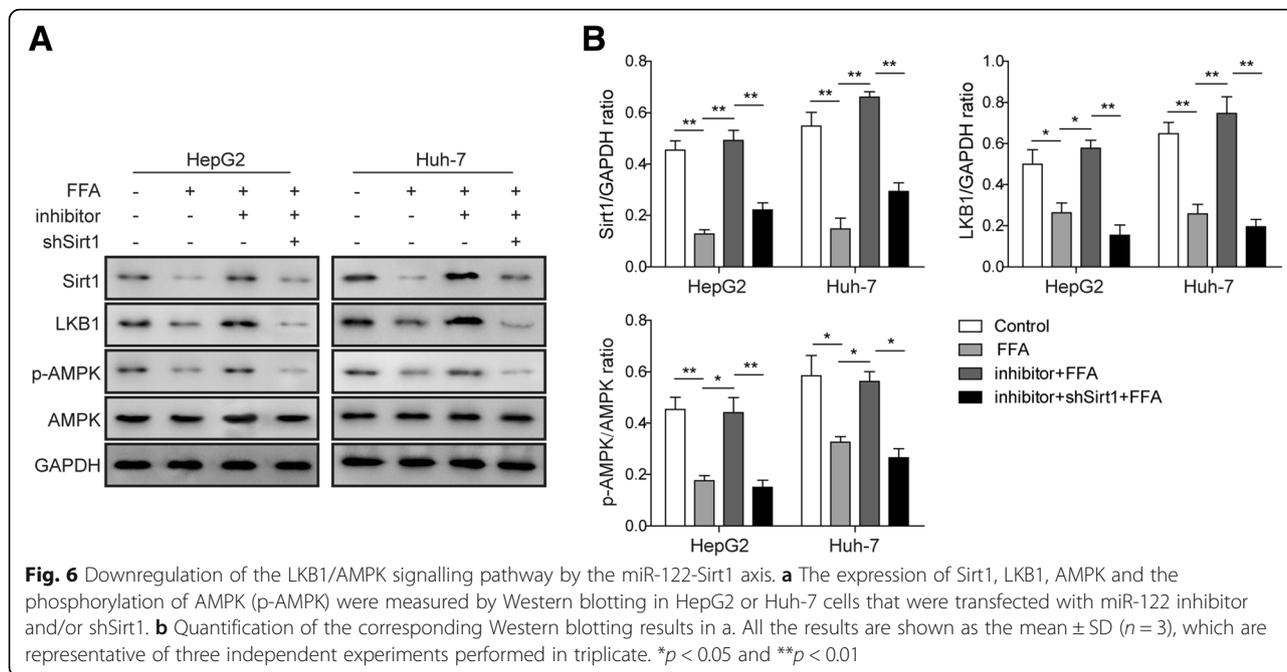 A
HepG2 Huh-7
FFA - + + + - + + +
inhibitor - - + + - - + +
shSirt1 - - - + - - - +
Sirt1
LKB1
p-AMPK
AMPK
GAPDH
B
Sirt1/GAPDH ratio
0.8
0.6
0.4
0.2
0.0
** ** ** ** ** **
HepG2 Huh-7
LKB1/GAPDH ratio
1.0
0.8
0.6
0.4
0.2
0.0
* * ** ** ** **
HepG2 Huh-7
p-AMPK/AMPK ratio
0.8
0.6
0.4
0.2
0.0
** * ** * * *
HepG2 Huh-7
Control
FFA
inhibitor+FFA
inhibitor+shSirt1+FFA
Fig. 6 Downregulation of the LKB1/AMPK signalling pathway by the miR-122-Sirt1 axis. a The expression of Sirt1, LKB1, AMPK and the
phosphorylation of AMPK (p-AMPK) were measured by Western blotting in HepG2 or Huh-7 cells that were transfected with miR-122 inhibitor
and/or shSirt1. b Quantification of the corresponding Western blotting results in a. All the results are shown as the mean ± SD (n = 3), which are
representative of three independent experiments performed in triplicate. *p < 0.05 and **p < 0.01